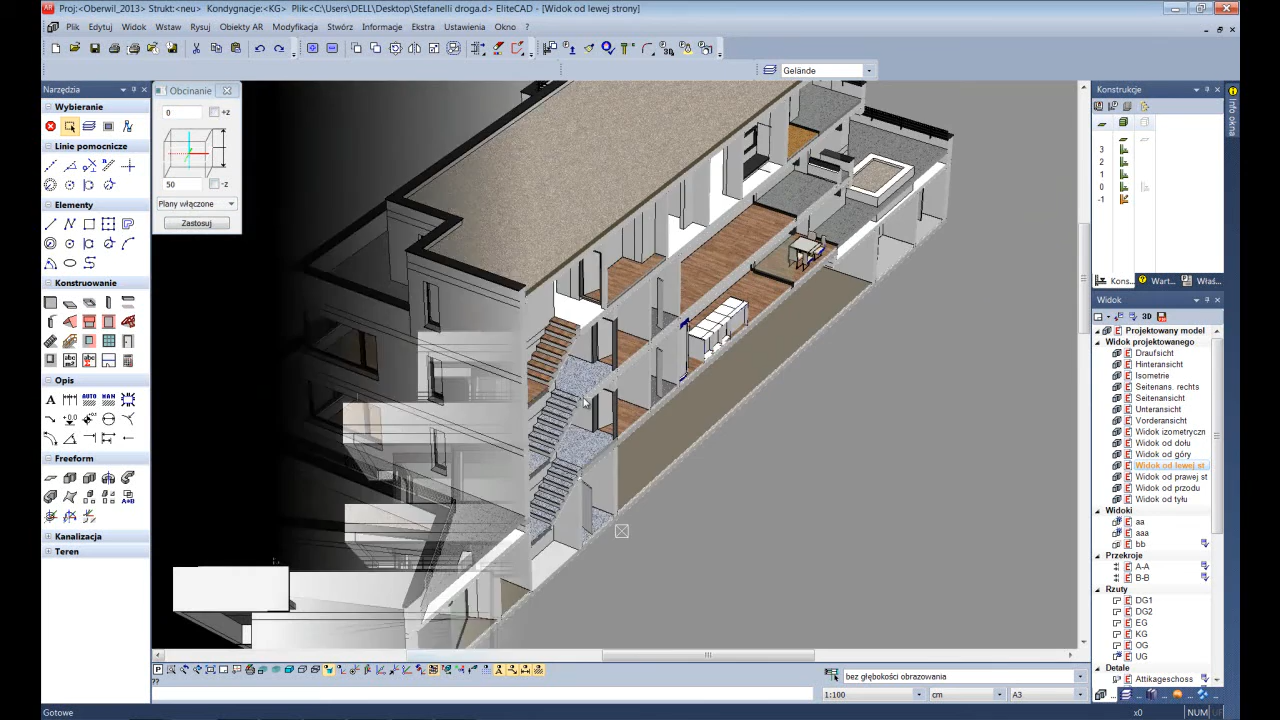 Proj:<Oberwil_2013> Strukt:<neu> Kondygnacje:<KG> Plik<C:\Users\DELL\Desktop\Stefanelli droga.d> EliteCAD - [Widok od lewej strony]
Plik Edytuj Widok Wstaw Rysuj Obiekty AR Modyfikacja Stwórz Informacje Ekstra Ustawienia Okno ?
Gelände
Narzędzia
Wybieranie
Linie pomocnicze
Elementy
Konstruowanie
Opis
Freeform
Kanalizacja
Teren
Obcinanie
0 +z
50 -z
Plany włączone
Zastosuj
Konstrukcje
3
2
1
0
-1
Kons... Wart... Właś...
Info okna
Widok
3D
Projektowany model
Widok projektowanego
Draufsicht
Hinteransicht
Isometrie
Seitenans. rechts
Seitenansicht
Unteransicht
Vorderansicht
Widok izometryczn
Widok od dołu
Widok od góry
Widok od lewej st
Widok od prawej st
Widok od przodu
Widok od tyłu
Widoki
aa
aaa
bb
Przekroje
A-A
B-B
Rzuty
DG1
DG2
EG
KG
OG
UG
Detale
Attikageschoss
bez głębokości obrazowania
??
1:100 cm A3
Gotowe x0 NUM